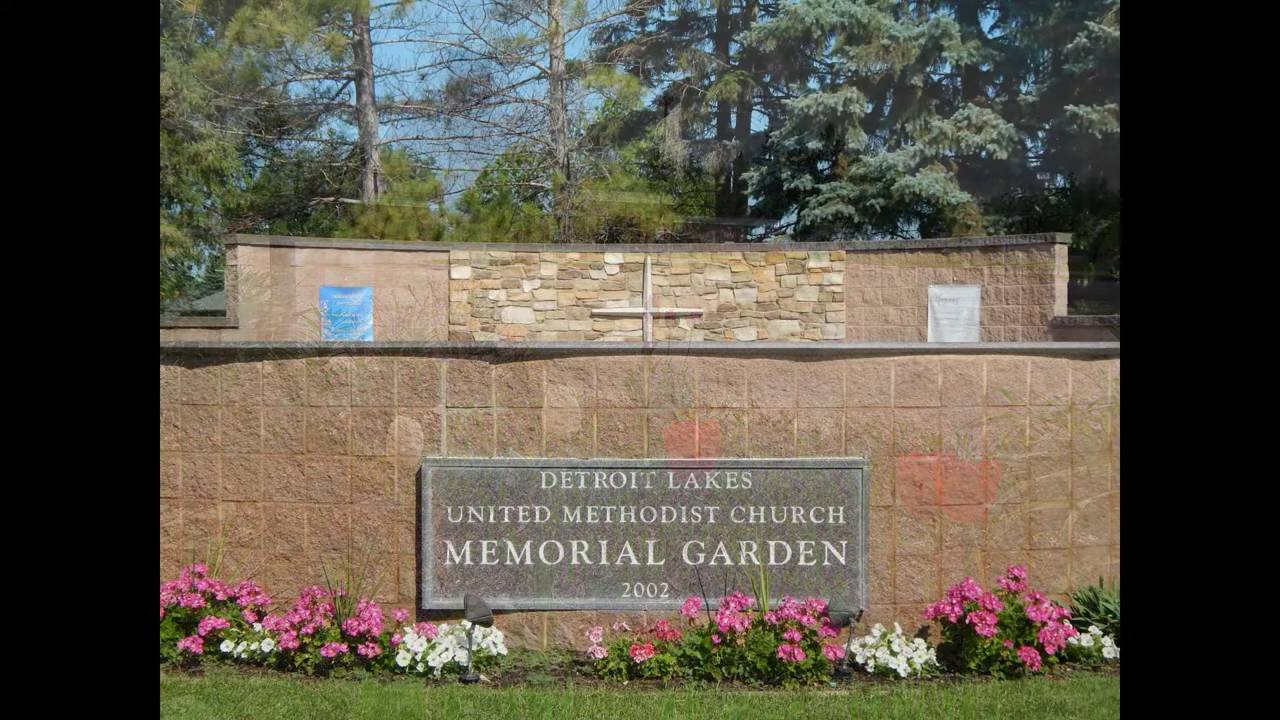 DETROIT LAKES
UNITED METHODIST CHURCH
MEMORIAL GARDEN
2002